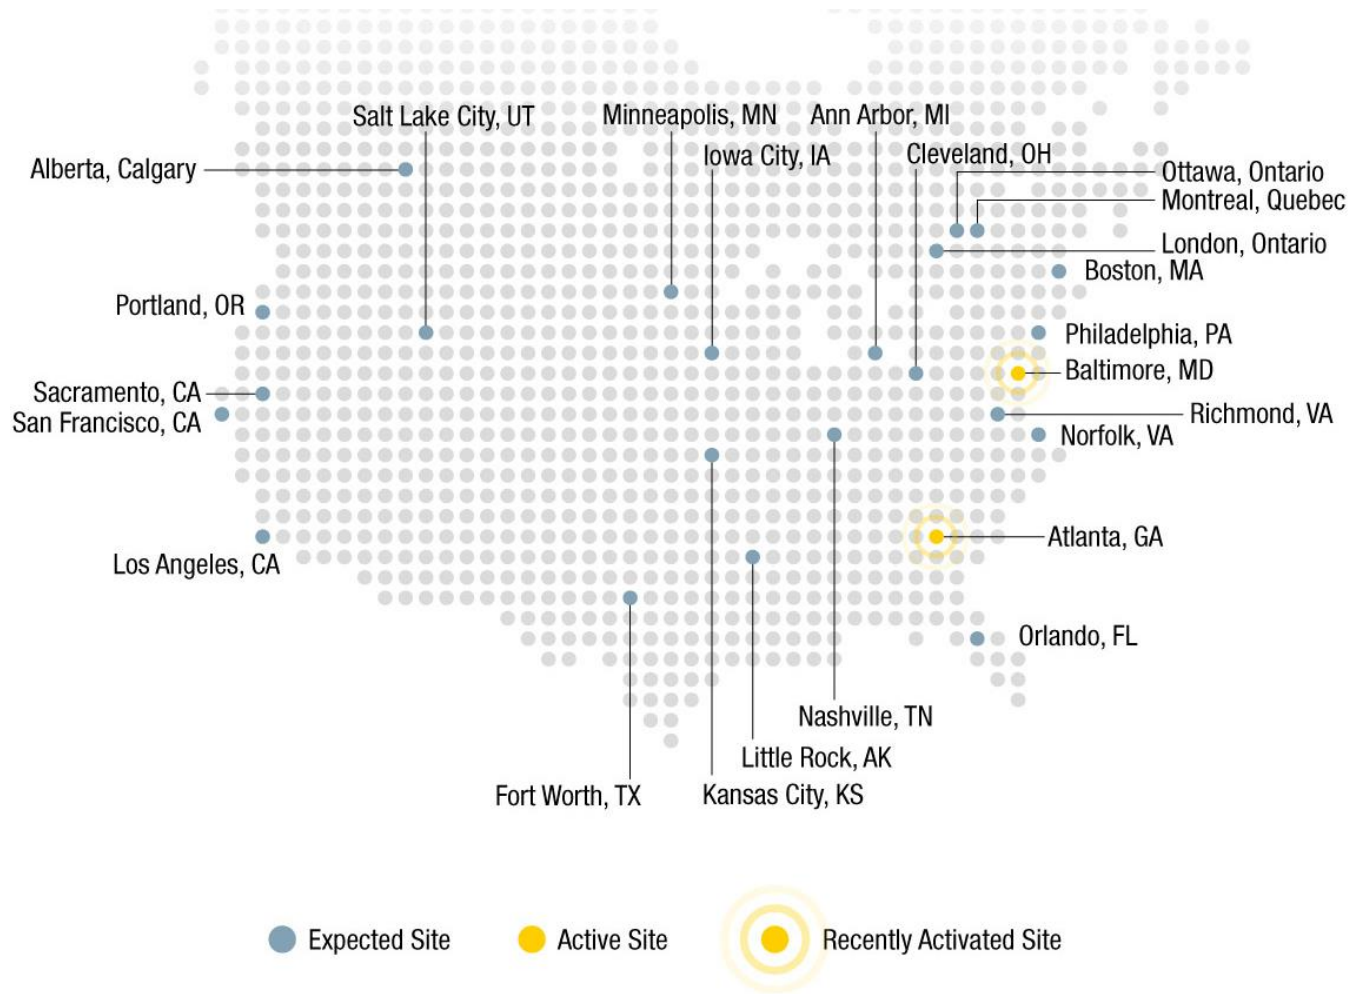 Salt Lake City, UT
Minneapolis, MN
Ann Arbor, MI
Iowa City, IA
Cleveland, OH
Alberta, Calgary
Ottawa, Ontario
Montreal, Quebec
London, Ontario
Boston, MA
Portland, OR
Philadelphia, PA
Baltimore, MD
Sacramento, CA
San Francisco, CA
Richmond, VA
Norfolk, VA
Atlanta, GA
Los Angeles, CA
Orlando, FL
Nashville, TN
Little Rock, AK
Fort Worth, TX
Kansas City, KS
Expected Site
Active Site
Recently Activated Site